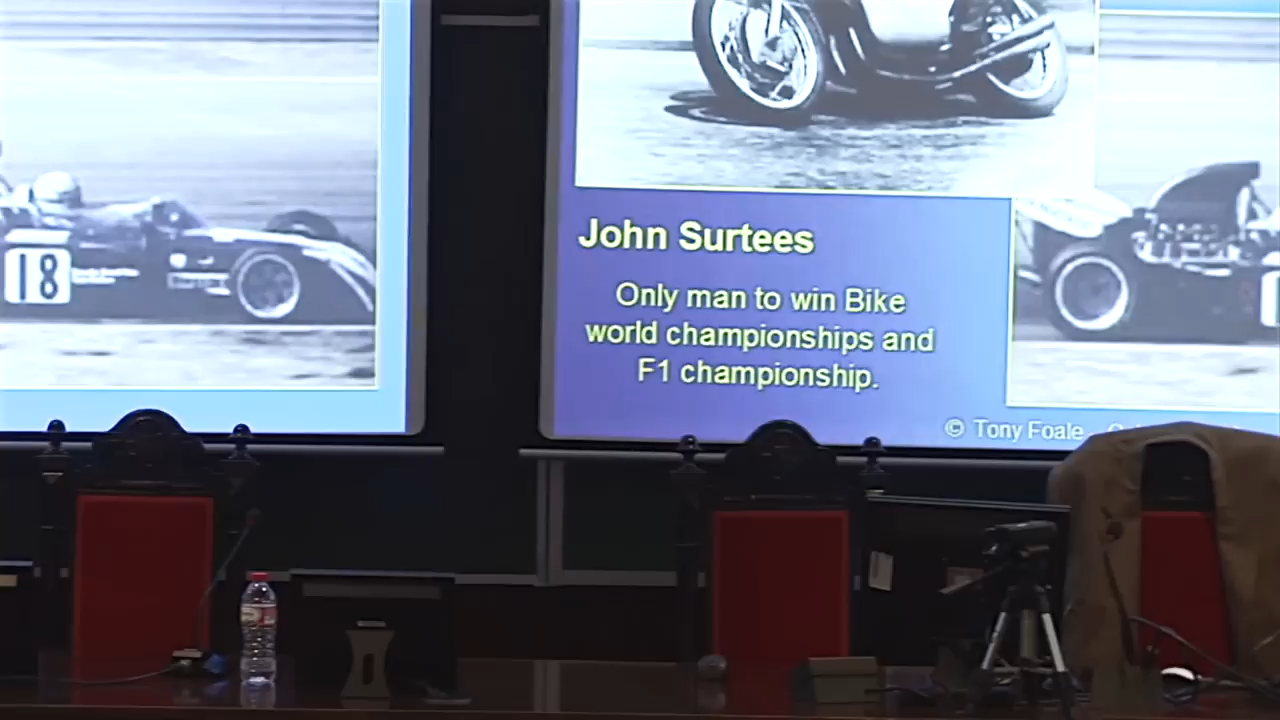 18
John Surtees
Only man to win Bike
world championships and
F1 championship.
© Tony Foale